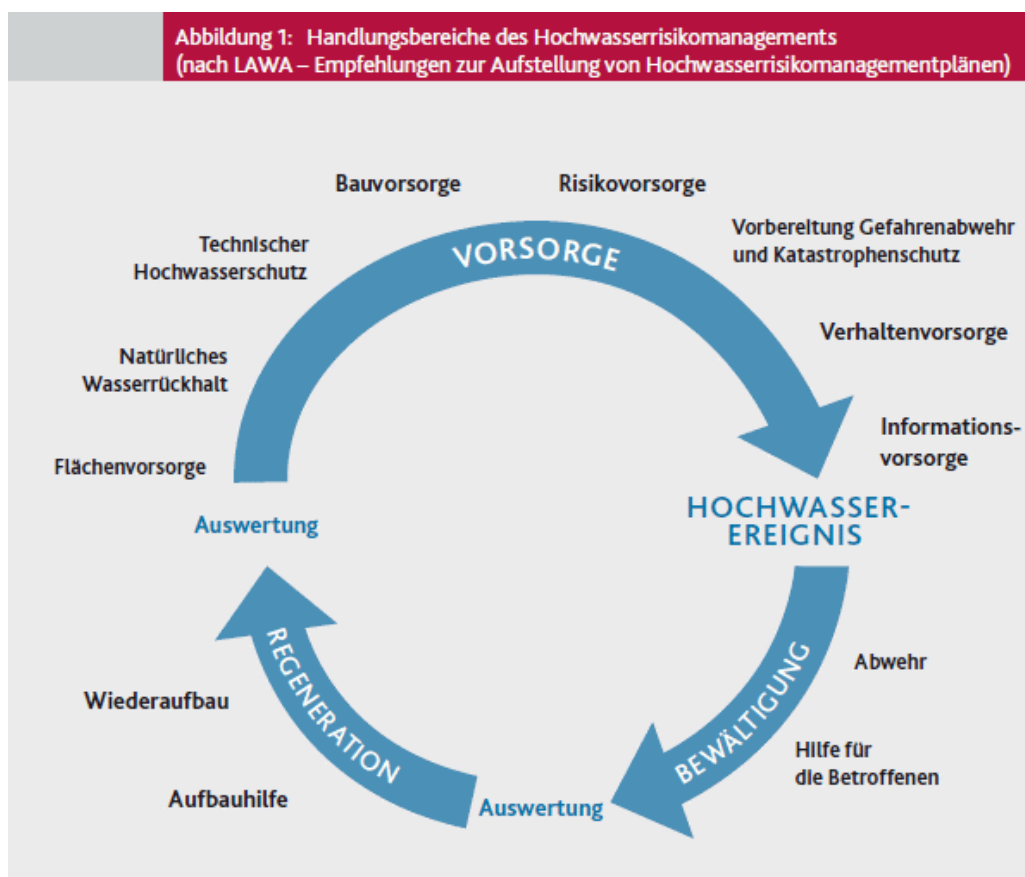 Abbildung 1: Handlungsbereiche des Hochwasserrisikomanagements
(nach LAWA – Empfehlungen zur Aufstellung von Hochwasserrisikomanagementplänen)
Bauvorsorge
Risikovorsorge
Technischer
Hochwasserschutz
VORSORGE
Vorbereitung Gefahrenabwehr
und Katastrophenschutz
Natürliches
Wasserrückhalt
Verhaltenvorsorge
Flächenvorsorge
Informations-
vorsorge
Auswertung
HOCHWASSER-
EREIGNIS
REGENERATION
BEWÄLTIGUNG
Abwehr
Wiederaufbau
Hilfe für
die Betroffenen
Aufbauhilfe
Auswertung